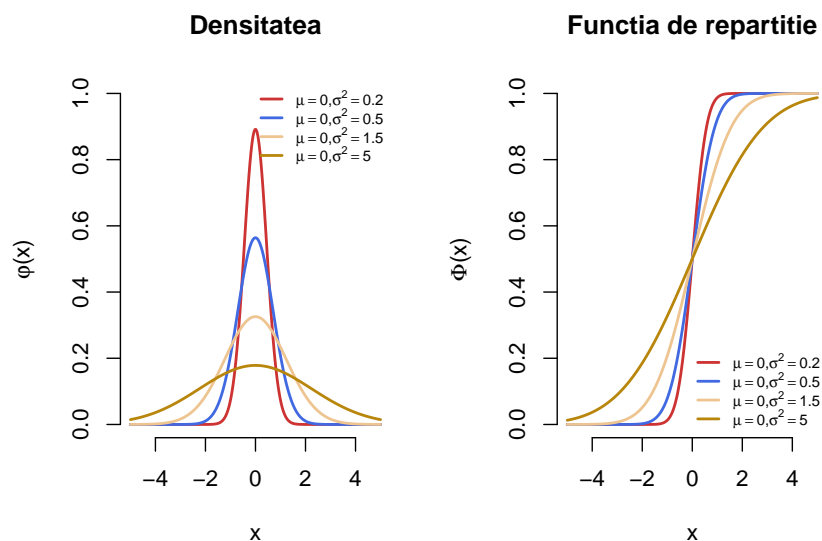 Densitatea
φ(x)
1.0
0.8
0.6
0.4
0.2
0.0
μ = 0,σ² = 0.2
μ = 0,σ² = 0.5
μ = 0,σ² = 1.5
μ = 0,σ² = 5
−4 −2 0 2 4
x
Functia de repartitie
Φ(x)
1.0
0.8
0.6
0.4
0.2
0.0
μ = 0,σ² = 0.2
μ = 0,σ² = 0.5
μ = 0,σ² = 1.5
μ = 0,σ² = 5
−4 −2 0 2 4
x